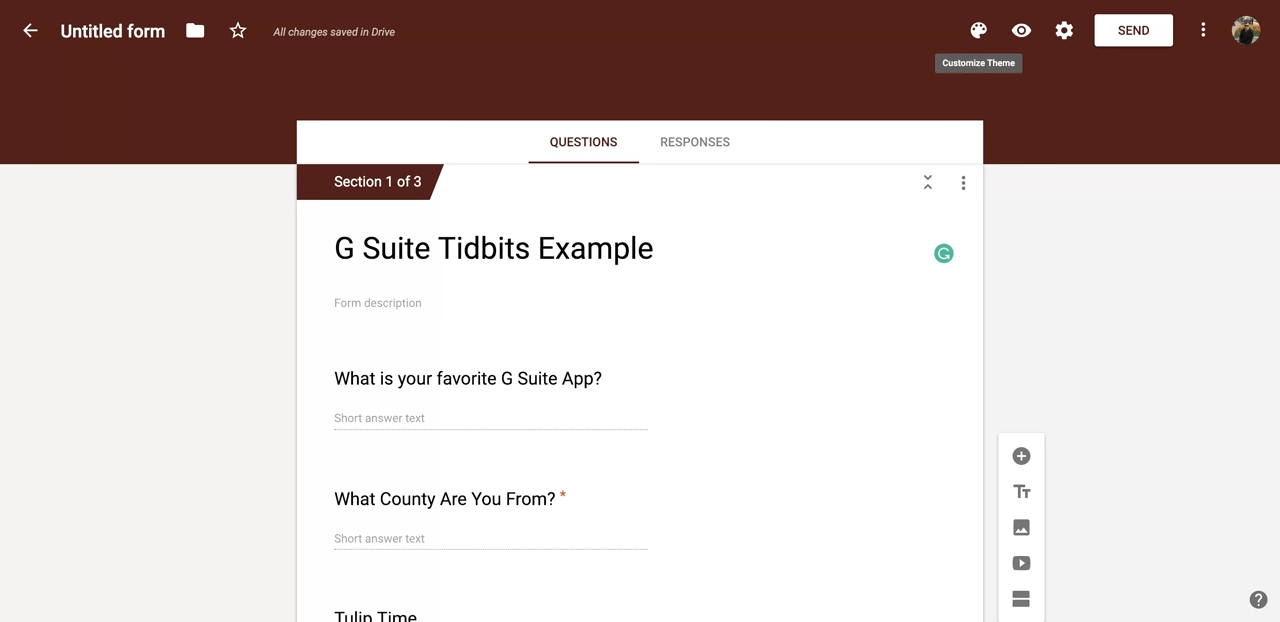 Untitled form
All changes saved in Drive
SEND
Customize Theme
QUESTIONS
RESPONSES
Section 1 of 3
G Suite Tidbits Example
Form description
What is your favorite G Suite App?
Short answer text
What County Are You From? *
Short answer text
Tulip Time